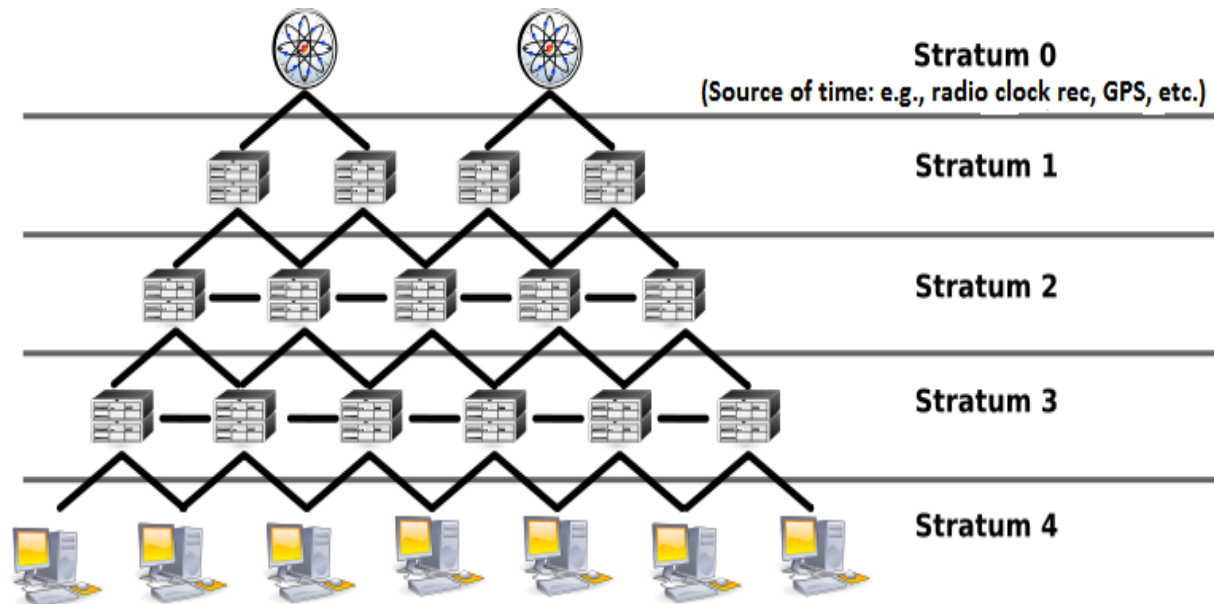 Stratum 0
(Source of time: e.g., radio clock rec, GPS, etc.)
Stratum 1
Stratum 2
Stratum 3
Stratum 4